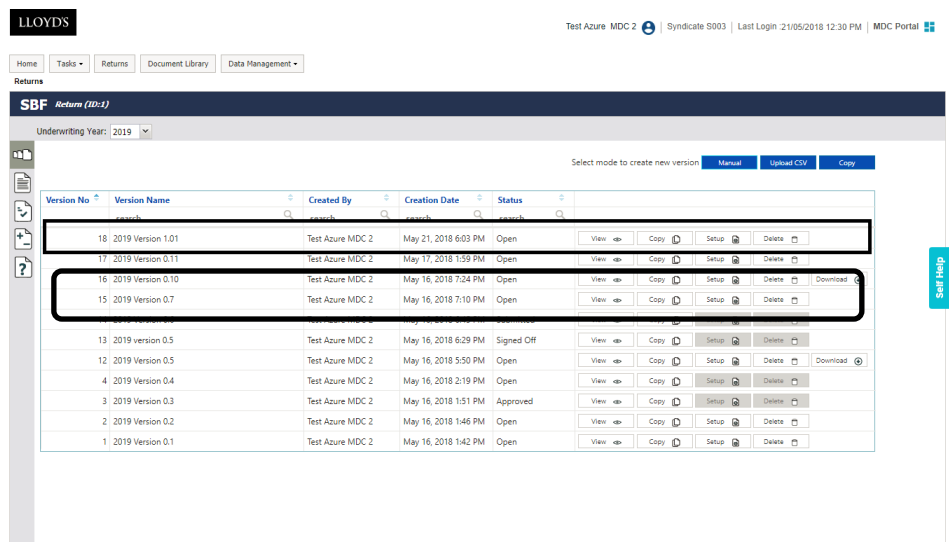 LLOYD'S
Test Azure MDC 2 | Syndicate S003 | Last Login :21/05/2018 12:30 PM | MDC Portal
Home Tasks Returns Document Library Data Management
Returns
SBF Return (ID:1)
Underwriting Year: 2019
Select mode to create new version Manual Upload CSV Copy
Version No Version Name Created By Creation Date Status
search search search search
18 2019 Version 1.01 Test Azure MDC 2 May 21, 2018 6:03 PM Open View Copy Setup Delete
17 2019 Version 0.11 Test Azure MDC 2 May 17, 2018 1:59 PM Open View Copy Setup Delete
16 2019 Version 0.10 Test Azure MDC 2 May 16, 2018 7:24 PM Open View Copy Setup Delete Download
15 2019 Version 0.7 Test Azure MDC 2 May 16, 2018 7:10 PM Open View Copy Setup Delete
13 2019 version 0.5 Test Azure MDC 2 May 16, 2018 6:29 PM Signed Off View Copy Setup Delete
12 2019 Version 0.5 Test Azure MDC 2 May 16, 2018 5:50 PM Open View Copy Setup Delete Download
4 2019 Version 0.4 Test Azure MDC 2 May 16, 2018 2:19 PM Open View Copy Setup Delete
3 2019 Version 0.3 Test Azure MDC 2 May 16, 2018 1:51 PM Approved View Copy Setup Delete
2 2019 Version 0.2 Test Azure MDC 2 May 16, 2018 1:46 PM Open View Copy Setup Delete
1 2019 Version 0.1 Test Azure MDC 2 May 16, 2018 1:42 PM Open View Copy Setup Delete
Self Help